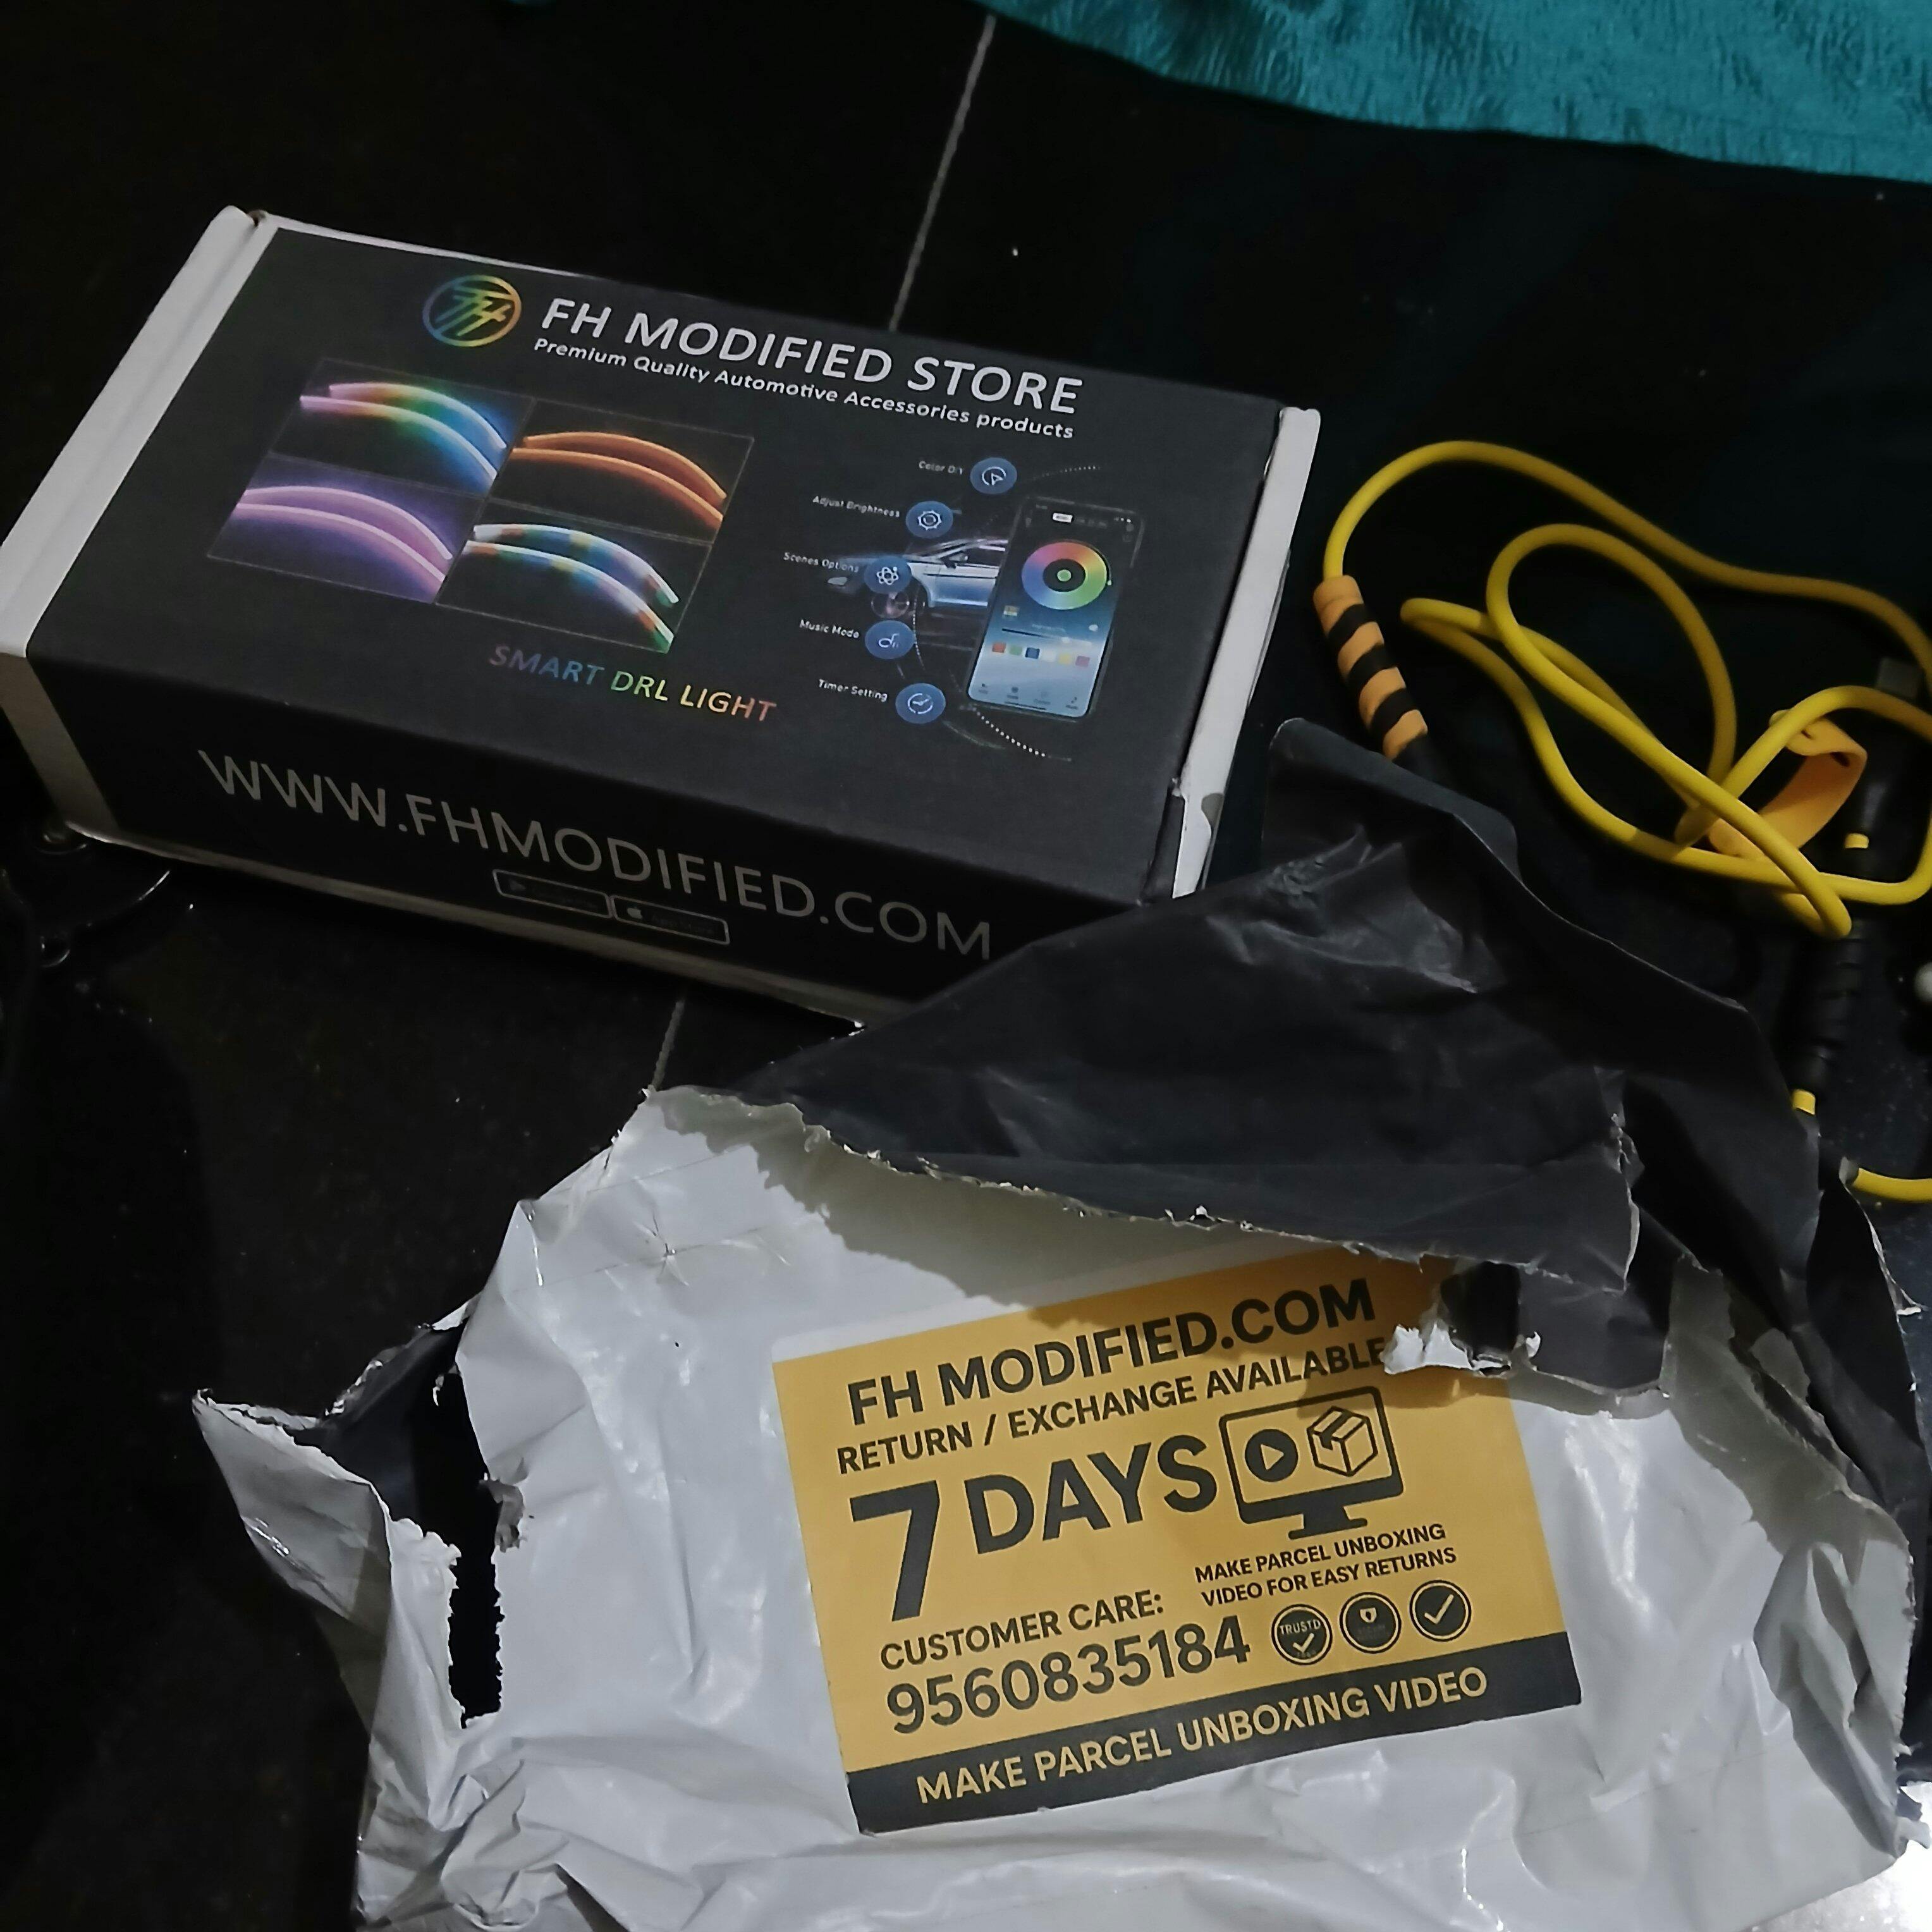 FH MODIFIED STORE
Premium Quality Automotive Accessories products
Color DIY
Adjust Brightness
Scenes Options
Music Mode
Timer Setting
SMART DRL LIGHT
WWW.FHMODIFIED.COM
FH MODIFIED.COM
RETURN / EXCHANGE AVAILABLE
7 DAYS
MAKE PARCEL UNBOXING
VIDEO FOR EASY RETURNS
CUSTOMER CARE:
9560835184
TRUSTD
MAKE PARCEL UNBOXING VIDEO